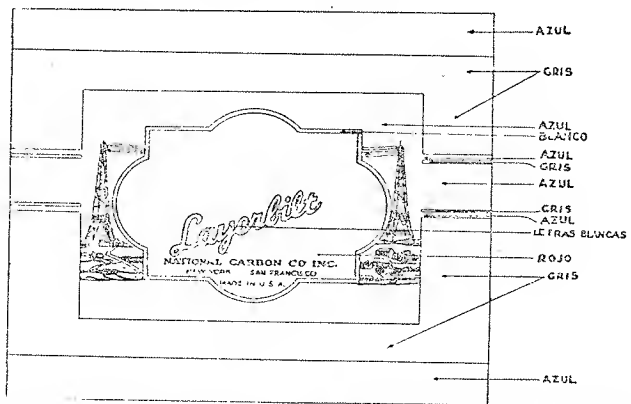 AZUL
GRIS
AZUL
BLANCO
AZUL
GRIS
AZUL
GRIS
AZUL
LETRAS BLANCAS
ROJO
GRIS
AZUL
Layerbilt
NATIONAL CARBON CO INC.
NEW YORK SAN FRANCISCO
MADE IN U.S.A.